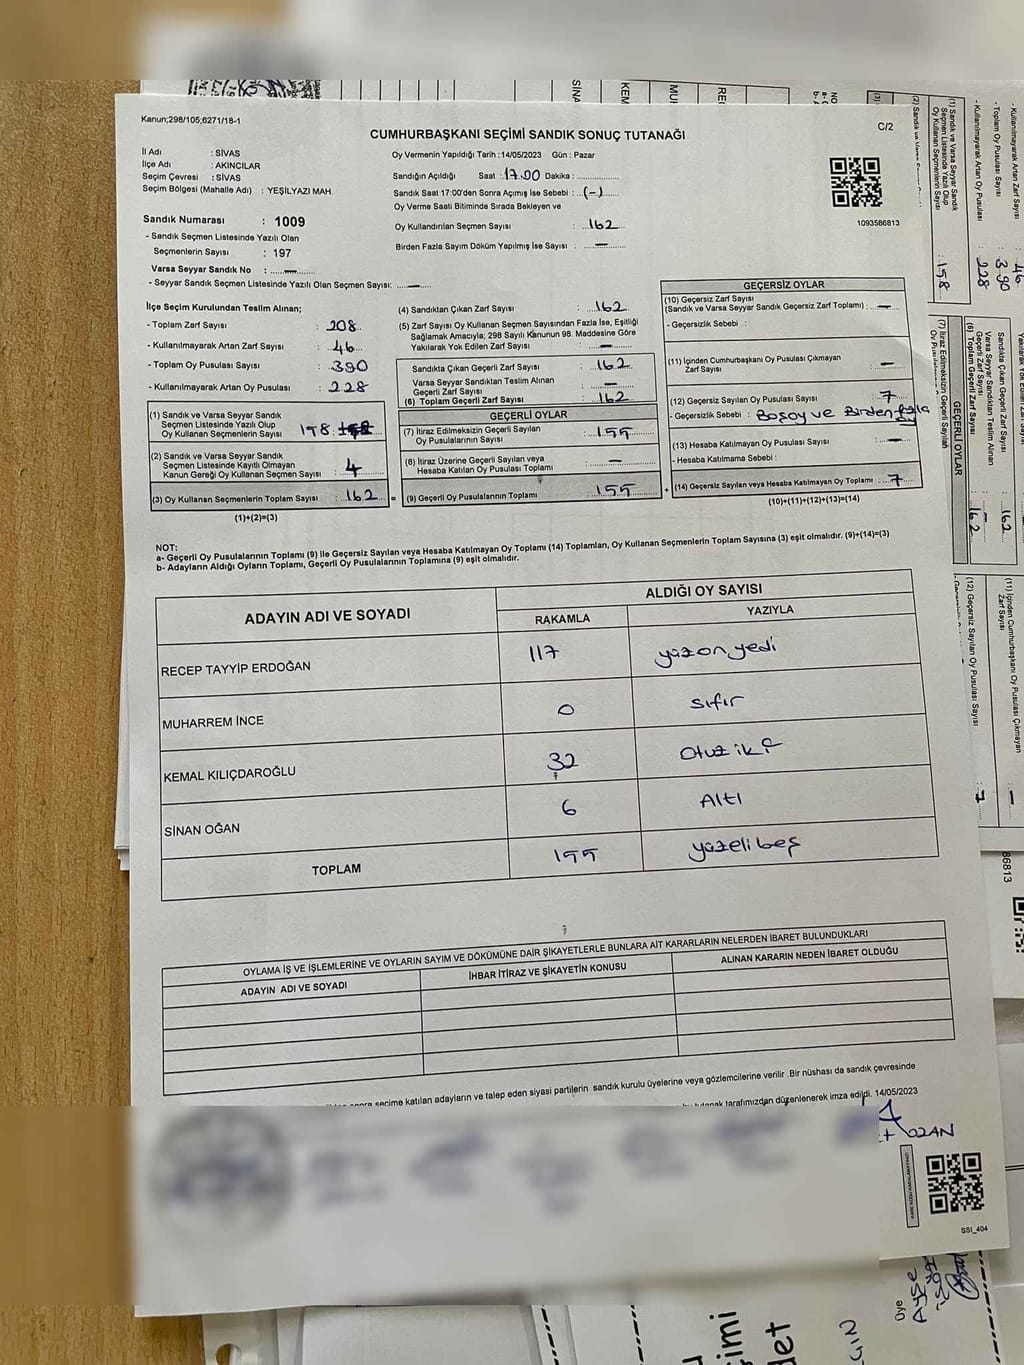 Kanun;298/105;6271/18-1
C/2
CUMHURBAŞKANI SEÇİMİ SANDIK SONUÇ TUTANAĞI
İl Adı : SİVAS
İlçe Adı : AKINCILAR
Seçim Çevresi : SİVAS
Seçim Bölgesi (Mahalle Adı) : YEŞİLYAZI MAH.
Sandık Numarası : 1009
- Sandık Seçmen Listesinde Yazılı Olan
Seçmenlerin Sayısı : 197
Varsa Seyyar Sandık No : —
- Seyyar Sandık Seçmen Listesinde Yazılı Olan Seçmen Sayısı: —
Oy Vermenin Yapıldığı Tarih :14/05/2023 Gün : Pazar
Sandığın Açıldığı Saat :17.00 Dakika :
Sandık Saat 17:00'den Sonra Açımış İse Sebebi : (-)
Oy Verme Saati Bitiminde Sırada Bekleyen ve
Oy Kullandırılan Seçmen Sayısı : 162
Birden Fazla Sayım Döküm Yapılmış İse Sayısı : —
1093586813
İlçe Seçim Kurulundan Teslim Alınan;
- Toplam Zarf Sayısı : 208
- Kullanılmayarak Artan Zarf Sayısı : 46
- Toplam Oy Pusulası Sayısı : 390
- Kullanılmayarak Artan Oy Pusulası : 228
(1) Sandık ve Varsa Seyyar Sandık
Seçmen Listesinde Yazılı Olup
Oy Kullanan Seçmenlerin Sayısı : 158
(2) Sandık ve Varsa Seyyar Sandık
Seçmen Listesinde Kayıtlı Olmayan
Kanun Gereği Oy Kullanan Seçmen Sayısı : 4
(3) Oy Kullanan Seçmenlerin Toplam Sayısı : 162
(1)+(2)=(3)
(4) Sandıktan Çıkan Zarf Sayısı : 162
(5) Zarf Sayısı Oy Kullanan Seçmen Sayısından Fazla İse, Eşitliği
Sağlamak Amacıyla; 298 Sayılı Kanunun 98. Maddesine Göre
Yakılarak Yok Edilen Zarf Sayısı : —
Sandıkta Çıkan Geçerli Zarf Sayısı : 162
Varsa Seyyar Sandıktan Teslim Alınan
Geçerli Zarf Sayısı : —
(6) Toplam Geçerli Zarf Sayısı : 162
GEÇERLİ OYLAR
(7) İtiraz Edilmeksizin Geçerli Sayılan
Oy Pusulalarının Sayısı : 155
(8) İtiraz Üzerine Geçerli Sayılan veya
Hesaba Katılan Oy Pusulası Toplamı : —
(9) Geçerli Oy Pusulalarının Toplamı : 155
GEÇERSİZ OYLAR
(10) Geçersiz Zarf Sayısı
(Sandık ve Varsa Seyyar Sandık Geçersiz Zarf Toplamı) : —
- Geçersizlik Sebebi :
(11) İçinden Cumhurbaşkanı Oy Pusulası Çıkmayan
Zarf Sayısı : —
(12) Geçersiz Sayılan Oy Pusulası Sayısı : 7
- Geçersizlik Sebebi : Boşoy ve Birden fazla
oy
(13) Hesaba Katılmayan Oy Pusulası Sayısı : —
- Hesaba Katılmama Sebebi :
(14) Geçersiz Sayılan veya Hesaba Katılmayan Oy Toplamı : 7
(10)+(11)+(12)+(13)=(14)
NOT:
a- Geçerli Oy Pusulalarının Toplamı (9) İle Geçersiz Sayılan veya Hesaba Katılmayan Oy Toplamı (14) Toplamları, Oy Kullanan Seçmenlerin Toplam Sayısına (3) eşit olmalıdır. (9)+(14)=(3)
b- Adayların Aldığı Oyların Toplamı, Geçerli Oy Pusulalarının Toplamına (9) eşit olmalıdır.
ADAYIN ADI VE SOYADI
ALDIĞI OY SAYISI
RAKAMLA YAZIYLA
RECEP TAYYİP ERDOĞAN 117 yüzonyedi
MUHARREM İNCE 0 sıfır
KEMAL KILIÇDAROĞLU 32 Otuziki
SİNAN OĞAN 6 Altı
TOPLAM 155 yüzelibeş
OYLAMA İŞ VE İŞLEMLERİNE VE OYLARIN SAYIM VE DÖKÜMÜNE DAİR ŞİKAYETLERLE BUNLARA AİT KARARLARIN NELERDEN İBARET BULUNDUKLARI
ADAYIN ADI VE SOYADI İHBAR İTİRAZ VE ŞİKAYETİN KONUSU ALINAN KARARIN NEDEN İBARET OLDUĞU
seçime katılan adayların ve talep eden siyasi partilerin sandık kurulu üyelerine veya gözlemcilerine verilir .Bir nüshası da sandık çevresinde
tutanak tarafımızdan düzenlenerek imza edildi. 14/05/2023
OZAN
SSI_404